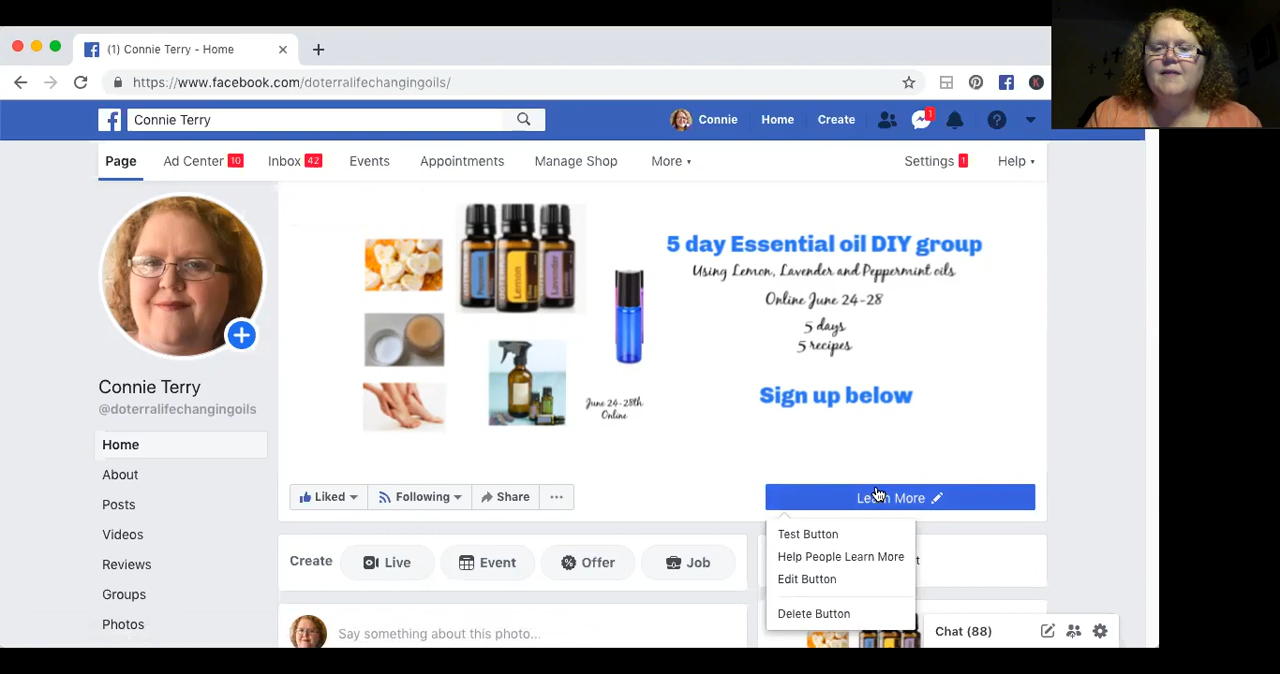 (1) Connie Terry - Home
https://www.facebook.com/doterralifechangingoils/
Connie Terry
Connie
Home
Create
1
Page
Ad Center 10
Inbox 42
Events
Appointments
Manage Shop
More
Settings 1
Help
Lemon
Lavender
5 day Essential oil DIY group
Using Lemon, Lavender and Peppermint oils
Online June 24-28
5 days
5 recipes
Sign up below
June 24-28th
Online
Connie Terry
@doterralifechangingoils
Home
About
Posts
Videos
Reviews
Groups
Photos
Liked
Following
Share
Learn More
Test Button
Help People Learn More
Edit Button
Delete Button
Create
Live
Event
Offer
Job
Say something about this photo...
Chat (88)